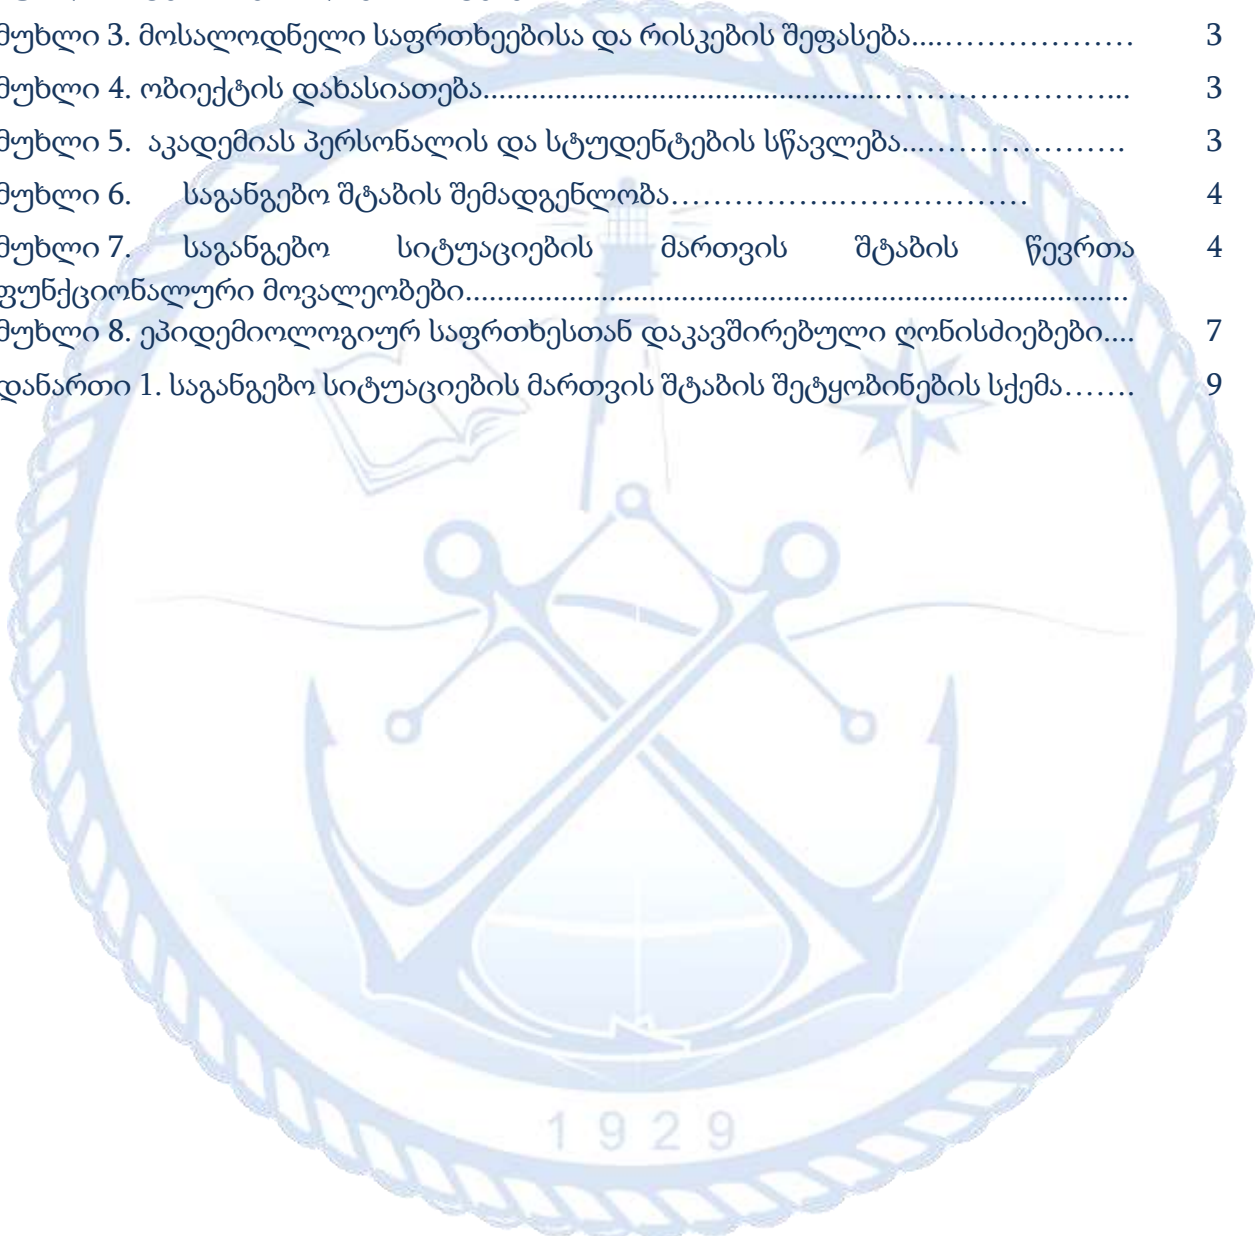 მუხლი 3. მოსალოდნელი საფრთხეებისა და რისკების შეფასება...………………… 3
მუხლი 4. ობიექტის დახასიათება..............................................................……………………... 3
მუხლი 5. აკადემიას პერსონალის და სტუდენტების სწავლება...…………………. 3
მუხლი 6. საგანგებო შტაბის შემადგენლობა…………….………………. 4
მუხლი 7. საგანგებო სიტუაციების მართვის შტაბის წევრთა 4
ფუნქციონალური მოვალეობები....................................................................................
მუხლი 8. ეპიდემიოლოგიურ საფრთხესთან დაკავშირებული ღონისძიებები.... 7
დანართი 1. საგანგებო სიტუაციების მართვის შტაბის შეტყობინების სქემა……. 9
1929